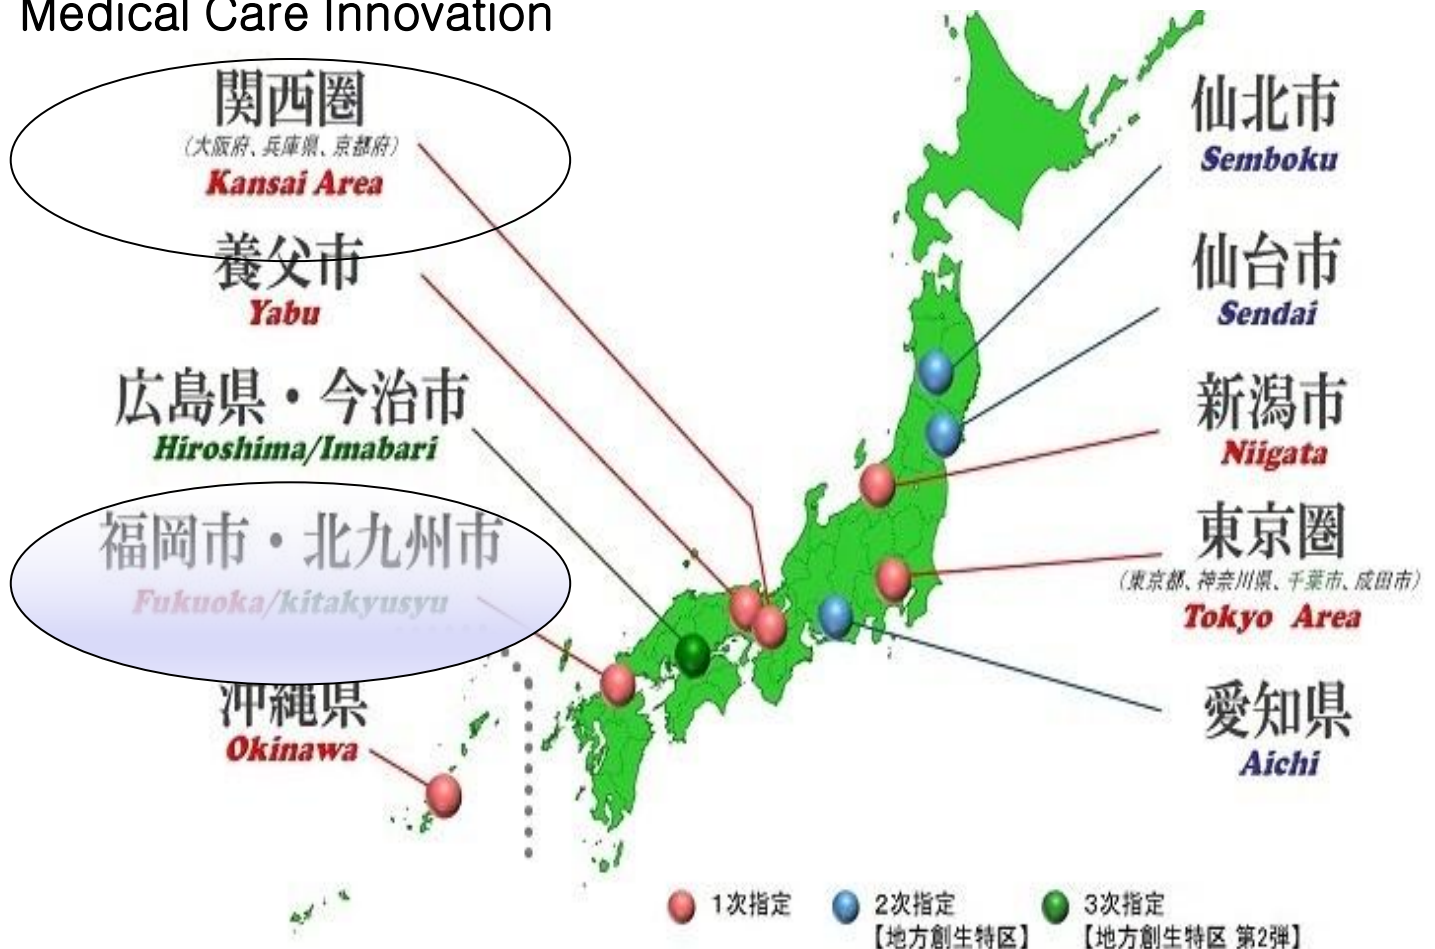 Medical Care Innovation
関西圏
（大阪府、兵庫県、京都府）
Kansai Area
養父市
Yabu
広島県・今治市
Hiroshima/Imabari
福岡市・北九州市
Fukuoka/kitakyusyu
沖縄県
Okinawa
仙北市
Semboku
仙台市
Sendai
新潟市
Niigata
東京圏
（東京都、神奈川県、千葉市、成田市）
Tokyo Area
愛知県
Aichi
1次指定
2次指定
【地方創生特区】
3次指定
【地方創生特区 第2弾】